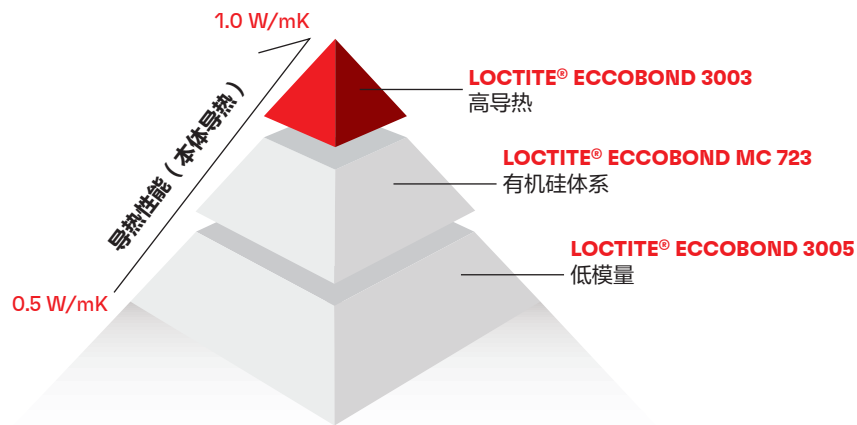 1.0 W/mK
LOCTITE® ECCOBOND 3003
高导热
导热性能（本体导热）
LOCTITE® ECCOBOND MC 723
有机硅体系
LOCTITE® ECCOBOND 3005
低模量
0.5 W/mK